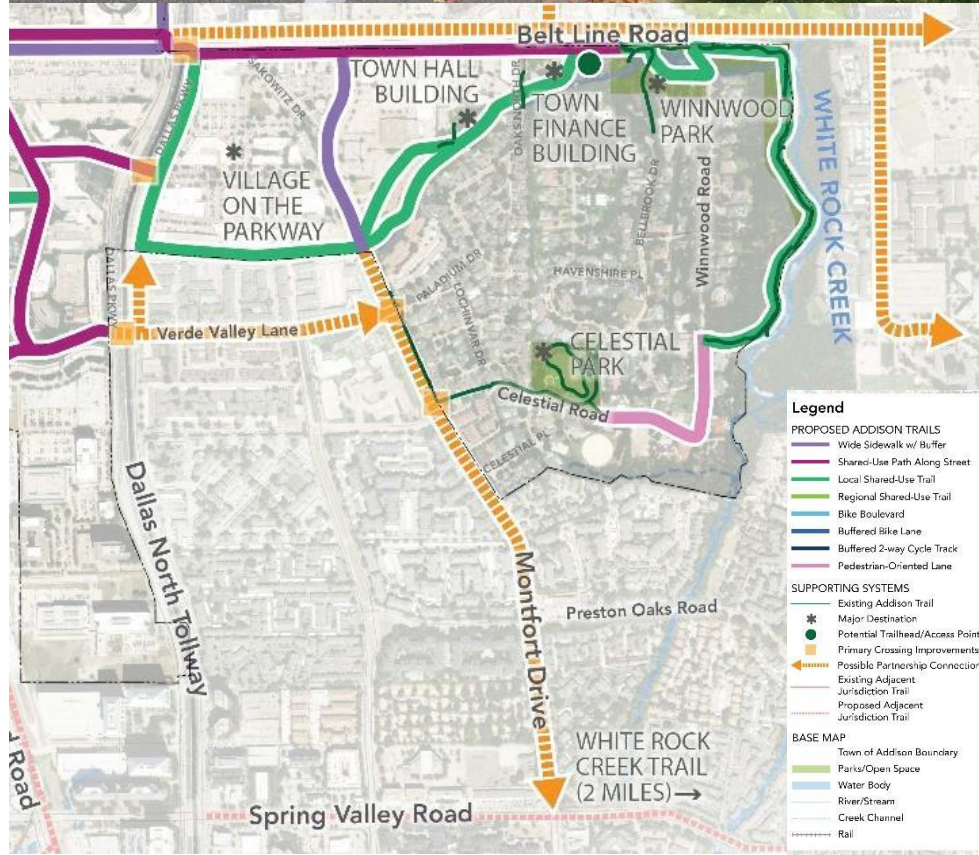 Belt Line Road
SAKOWITZ DR
TOWN HALL
BUILDING
OAKS NORTH DR
TOWN
FINANCE
BUILDING
WINNWOOD
PARK
DALLAS PKWY
VILLAGE
ON THE
PARKWAY
BELLBROOK DR
Winnwood Road
WHITE ROCK CREEK
PALADIUM DR
LOCHINVAR DR
HAVENSHIRE PL
DALLAS PKWY
Verde Valley Lane
CELESTIAL
PARK
Celestial Road
CELESTIAL PL
Dallas North Tollway
Montfort Drive
Preston Oaks Road
WHITE ROCK
CREEK TRAIL
(2 MILES)→
Spring Valley Road
d Road
Legend
PROPOSED ADDISON TRAILS
Wide Sidewalk w/ Buffer
Shared-Use Path Along Street
Local Shared-Use Trail
Regional Shared-Use Trail
Bike Boulevard
Buffered Bike Lane
Buffered 2-way Cycle Track
Pedestrian-Oriented Lane
SUPPORTING SYSTEMS
Existing Addison Trail
Major Destination
Potential Trailhead/Access Point
Primary Crossing Improvements
Possible Partnership Connection
Existing Adjacent
Jurisdiction Trail
Proposed Adjacent
Jurisdiction Trail
BASE MAP
Town of Addison Boundary
Parks/Open Space
Water Body
River/Stream
Creek Channel
Rail